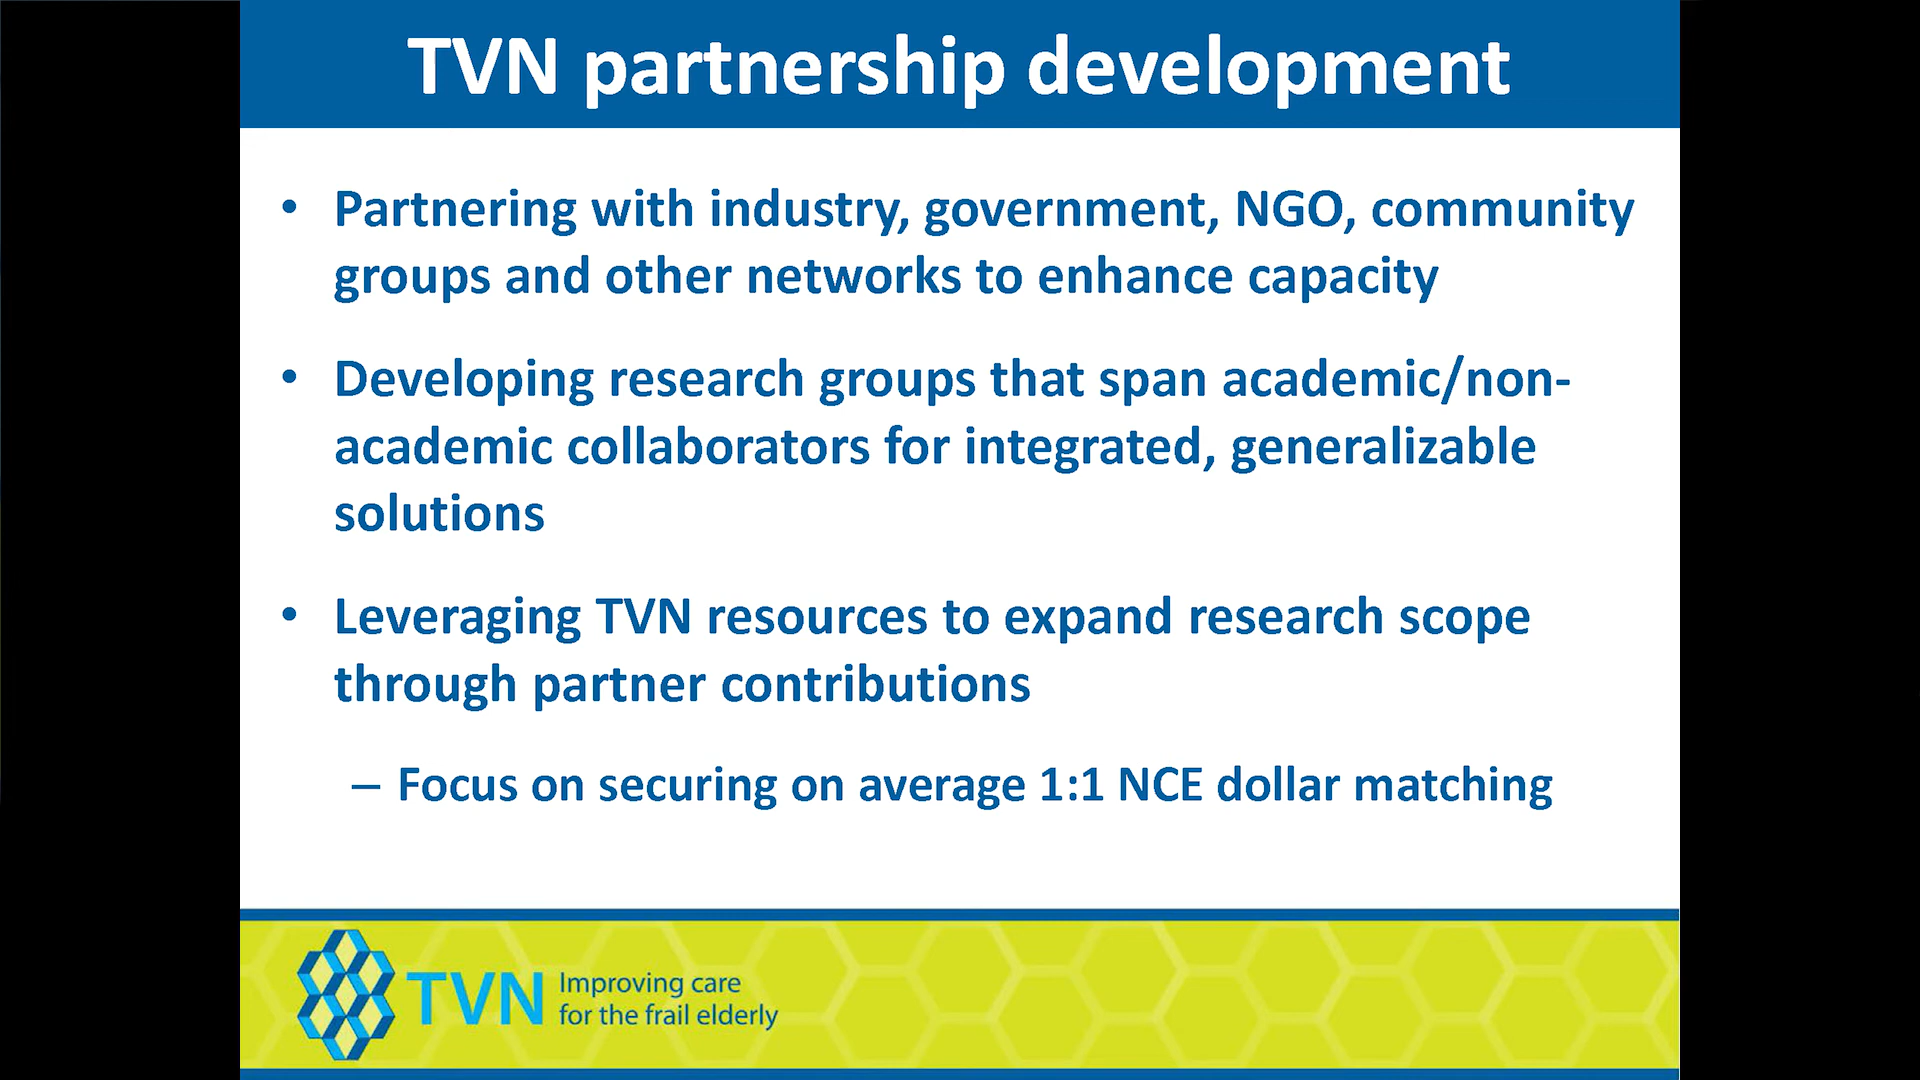 TVN partnership development
• Partnering with industry, government, NGO, community
groups and other networks to enhance capacity
• Developing research groups that span academic/non-
academic collaborators for integrated, generalizable
solutions
• Leveraging TVN resources to expand research scope
through partner contributions
– Focus on securing on average 1:1 NCE dollar matching
TVN
Improving care
for the frail elderly